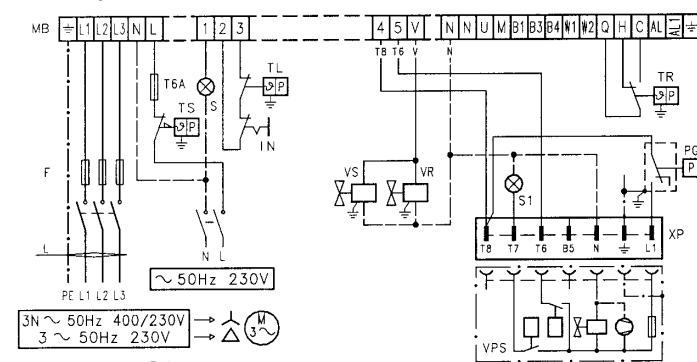 MB ⏚ L1 L2 L3 N L 1 2 3 4 5 V N N U M B1 B3 B4 W1 W2 Q H C AL AL1 ⏚
T8 T6 V N
TL
T6A
P
TR
P
TS
S
P
IN
PG
P
F
VS VR
S1
XP
T8 T7 T6 B5 N ⏚ L1
L
N L
∼ 50Hz 230V
PE L1 L2 L3
3N ∼ 50Hz 400/230V
3 ∼ 50Hz 230V
M
3∼
VPS